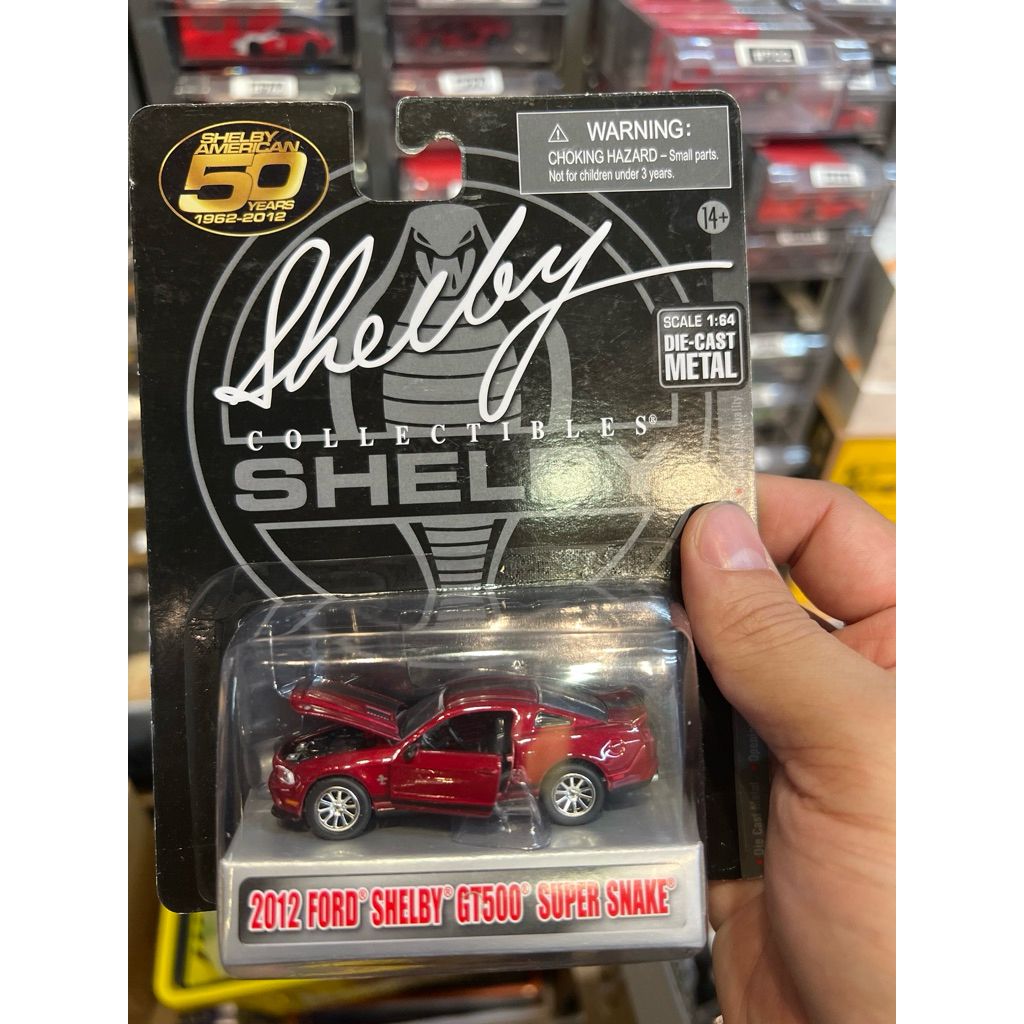 SHELBY
AMERICAN
50
YEARS
1962-2012
⚠ WARNING:
CHOKING HAZARD – Small parts.
Not for children under 3 years.
14+
Shelby
SCALE 1:64
DIE-CAST
METAL
COLLECTIBLES®
SHELBY
2012 FORD® SHELBY® GT500® SUPER SNAKE®